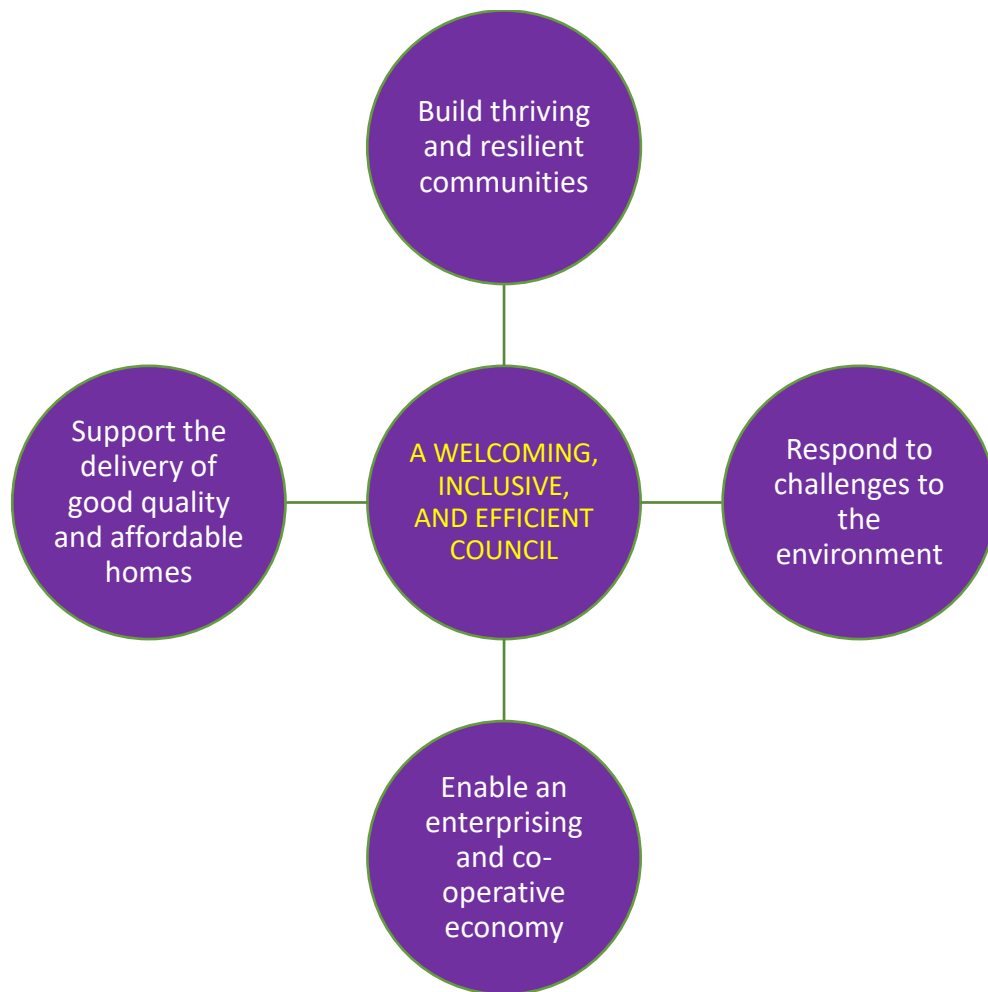 Build thriving
and resilient
communities
Support the
delivery of
good quality
and affordable
homes
A WELCOMING,
INCLUSIVE,
AND EFFICIENT
COUNCIL
Respond to
challenges to
the
environment
Enable an
enterprising
and co-
operative
economy